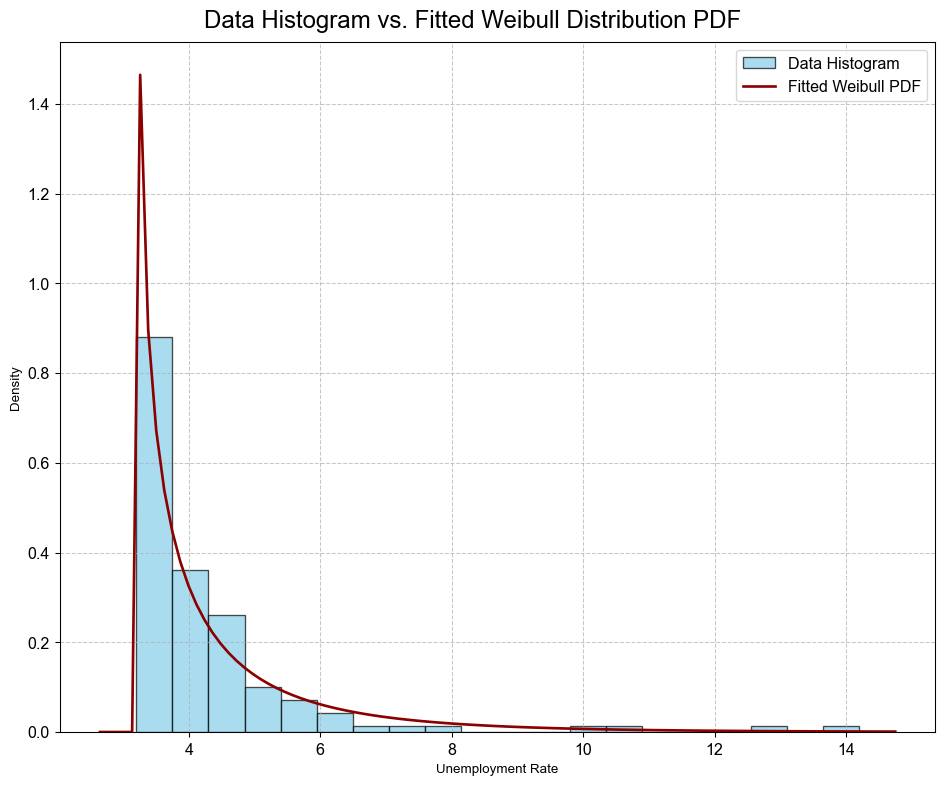 Data Histogram vs. Fitted Weibull Distribution PDF
Data Histogram
Fitted Weibull PDF
1.4
1.2
1.0
0.8
0.6
0.4
0.2
0.0
Density
4 6 8 10 12 14
Unemployment Rate